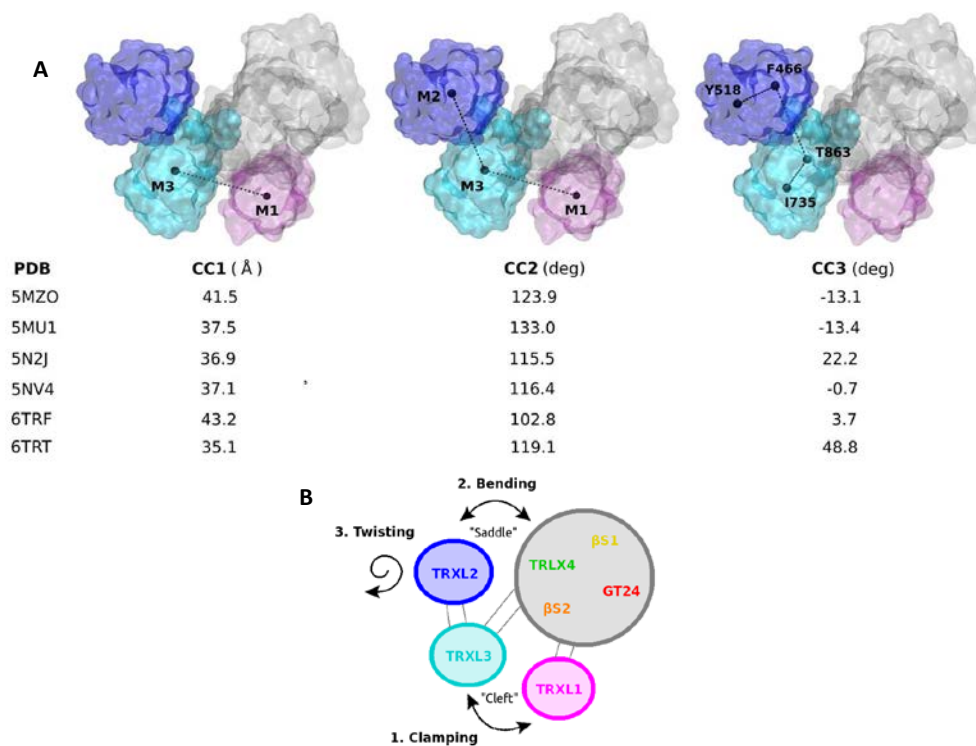 A
M3
M1
M2
M3
M1
Y518
F466
T863
I735
PDB CC1 ( Å ) CC2 (deg) CC3 (deg)
5MZO 41.5 123.9 -13.1
5MU1 37.5 133.0 -13.4
5N2J 36.9 115.5 22.2
5NV4 37.1 116.4 -0.7
6TRF 43.2 102.8 3.7
6TRT 35.1 119.1 48.8
B
2. Bending
"Saddle"
3. Twisting
TRXL2
βS1
TRLX4
GT24
βS2
TRXL3
TRXL1
"Cleft"
1. Clamping